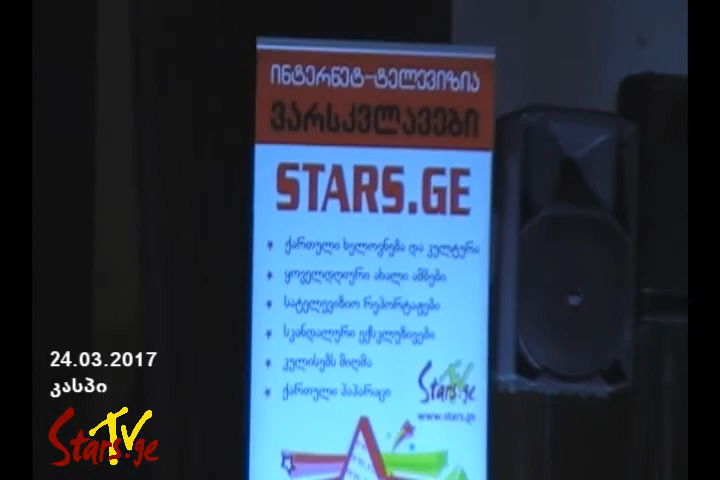 ინტერნეტ-ტელევიზია
ვარსკვლავები
STARS.GE
ქართული ხელოვნება და კულტურა
ყოველდღიური ახალი ამბები
სატელევიზიო რეპორტაჟები
სკანდალური ექსკლუზივები
კულისებს მიღმა
ქართული პაპარაცი
Stars.ge TV
www.stars.ge
24.03.2017
კასპი
Stars.ge TV